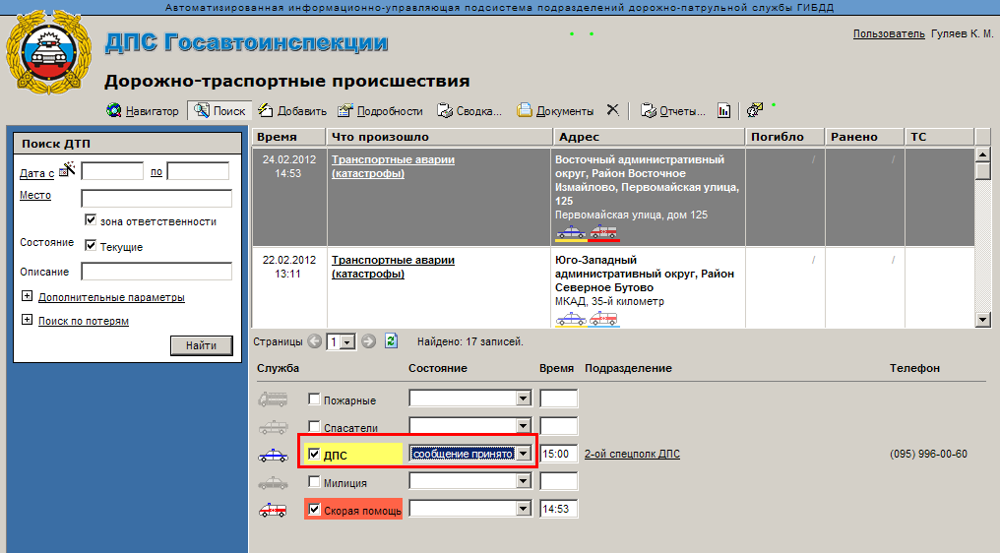 Автоматизированная информационно-управляющая подсистема подразделений дорожно-патрульной службы ГИБДД
ДПС Госавтоинспекции
Пользователь Гуляев К. М.
Дорожно-траспортные происшествия
Навигатор Поиск Добавить Подробности Сводка... Документы Отчеты...
Поиск ДТП
Дата с по
Место
зона ответственности
Состояние Текущие
Описание
Дополнительные параметры
Поиск по потерям
Найти
Время Что произошло Адрес Погибло Ранено ТС
24.02.2012
14:53
Транспортные аварии
(катастрофы)
Восточный административный
округ, Район Восточное
Измайлово, Первомайская улица,
125
Первомайская улица, дом 125
/ /
22.02.2012
13:11
Транспортные аварии
(катастрофы)
Юго-Западный
административный округ, Район
Северное Бутово
МКАД, 35-й километр
/ /
Страницы 1 Найдено: 17 записей.
Служба Состояние Время Подразделение Телефон
Пожарные
Спасатели
ДПС сообщение принято 15:00 2-ой спецполк ДПС (095) 996-00-60
Милиция
Скорая помощь 14:53